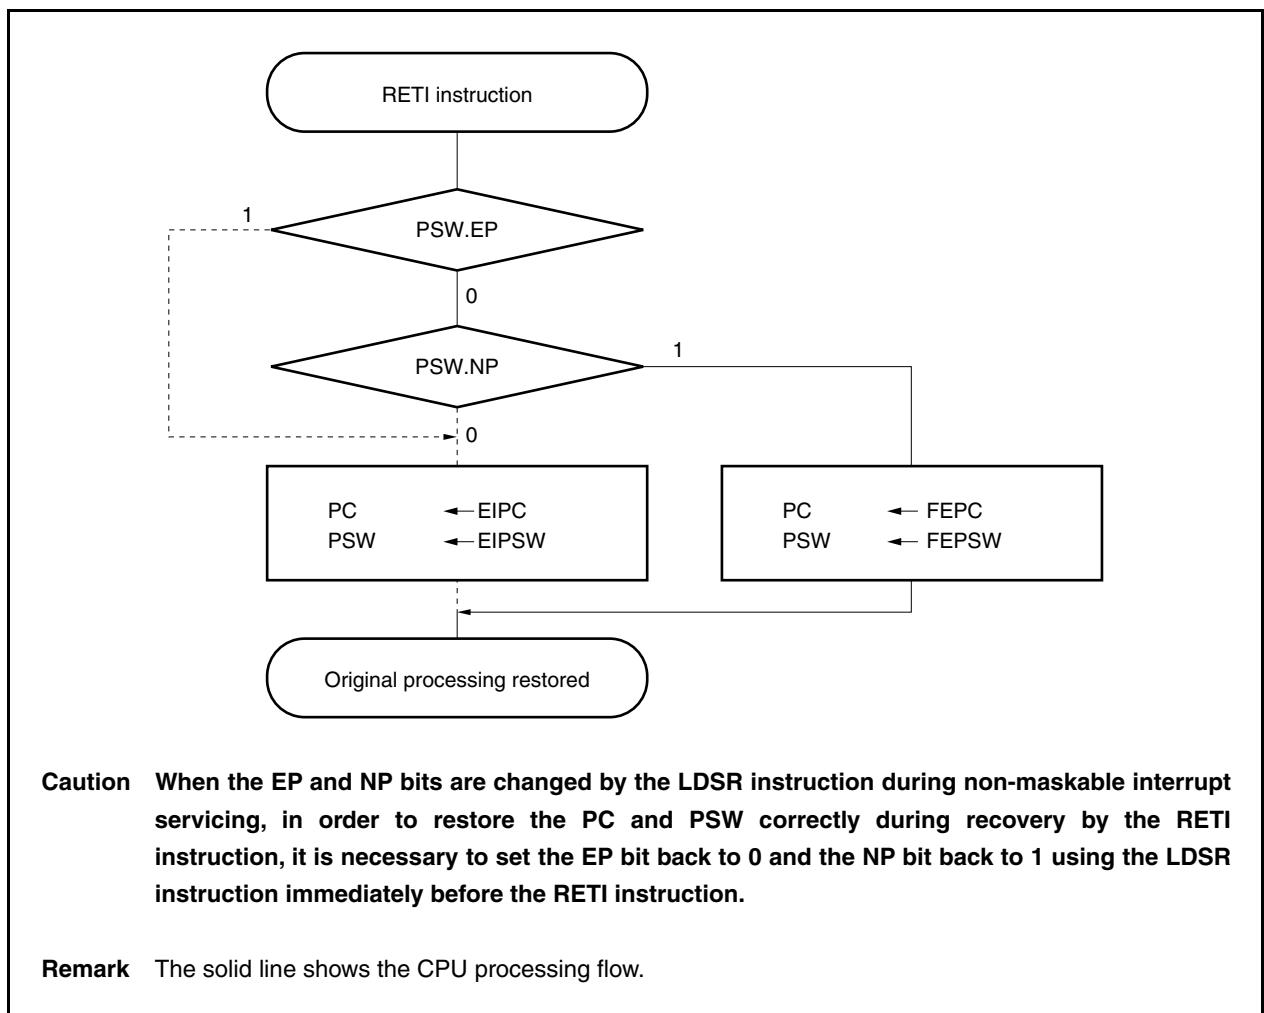 RETI instruction
1
PSW.EP
0
1
PSW.NP
0
PC EIPC
PSW EIPSW
PC FEPC
PSW FEPSW
Original processing restored
Caution When the EP and NP bits are changed by the LDSR instruction during non-maskable interrupt
servicing, in order to restore the PC and PSW correctly during recovery by the RETI
instruction, it is necessary to set the EP bit back to 0 and the NP bit back to 1 using the LDSR
instruction immediately before the RETI instruction.
Remark The solid line shows the CPU processing flow.